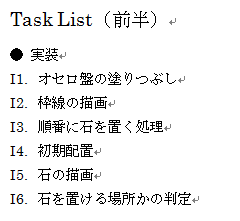 Task List（前半）
● 実装
I1. オセロ盤の塗りつぶし
I2. 枠線の描画
I3. 順番に石を置く処理
I4. 初期配置
I5. 石の描画
I6. 石を置ける場所かの判定